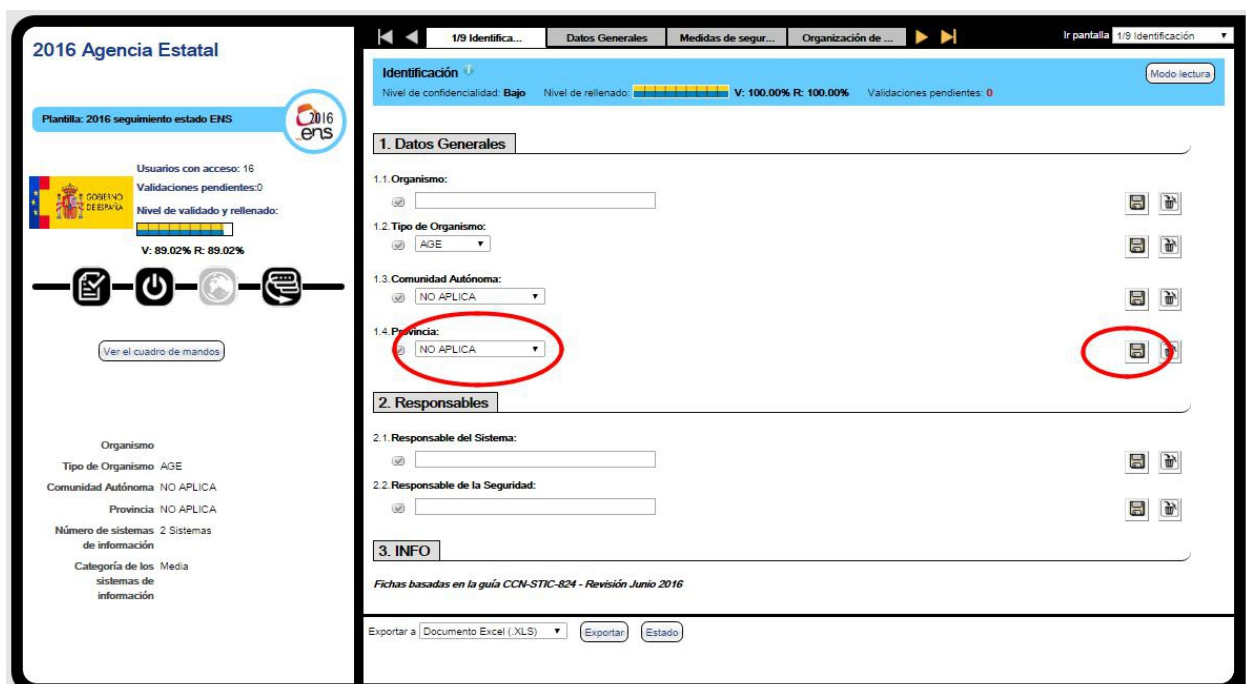 2016 Agencia Estatal
Plantilla: 2016 seguimiento estado ENS
2016
ens
GOBIERNO
DE ESPAÑA
Usuarios con acceso: 16
Validaciones pendientes:0
Nivel de validado y rellenado:
V: 89.02% R: 89.02%
Ver el cuadro de mandos
Organismo
Tipo de Organismo AGE
Comunidad Autónoma NO APLICA
Provincia NO APLICA
Número de sistemas 2 Sistemas
de información
Categoría de los Media
sistemas de
información
1/9 Identifica... Datos Generales Medidas de segur... Organización de ... Ir pantalla 1/9 Identificación
Identificación
Modo lectura
Nivel de confidencialidad: Bajo Nivel de rellenado: V: 100.00% R: 100.00% Validaciones pendientes: 0
1. Datos Generales
1.1. Organismo:
1.2. Tipo de Organismo:
AGE
1.3. Comunidad Autónoma:
NO APLICA
1.4. Provincia:
NO APLICA
2. Responsables
2.1. Responsable del Sistema:
2.2. Responsable de la Seguridad:
3. INFO
Fichas basadas en la guía CCN-STIC-824 - Revisión Junio 2016
Exportar a Documento Excel (.XLS) Exportar Estado